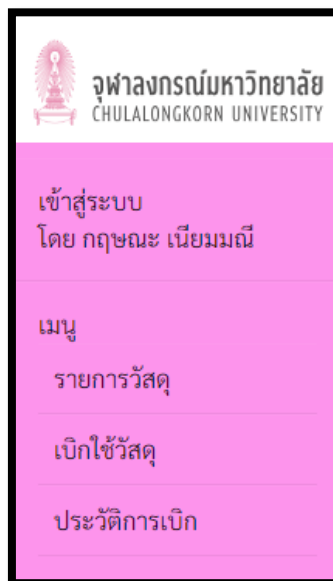 จุฬาลงกรณ์มหาวิทยาลัย
CHULALONGKORN UNIVERSITY
เข้าสู่ระบบ
โดย กฤษณะ เนียมมณี
เมนู
รายการวัสดุ
เบิกใช้วัสดุ
ประวัติการเบิก